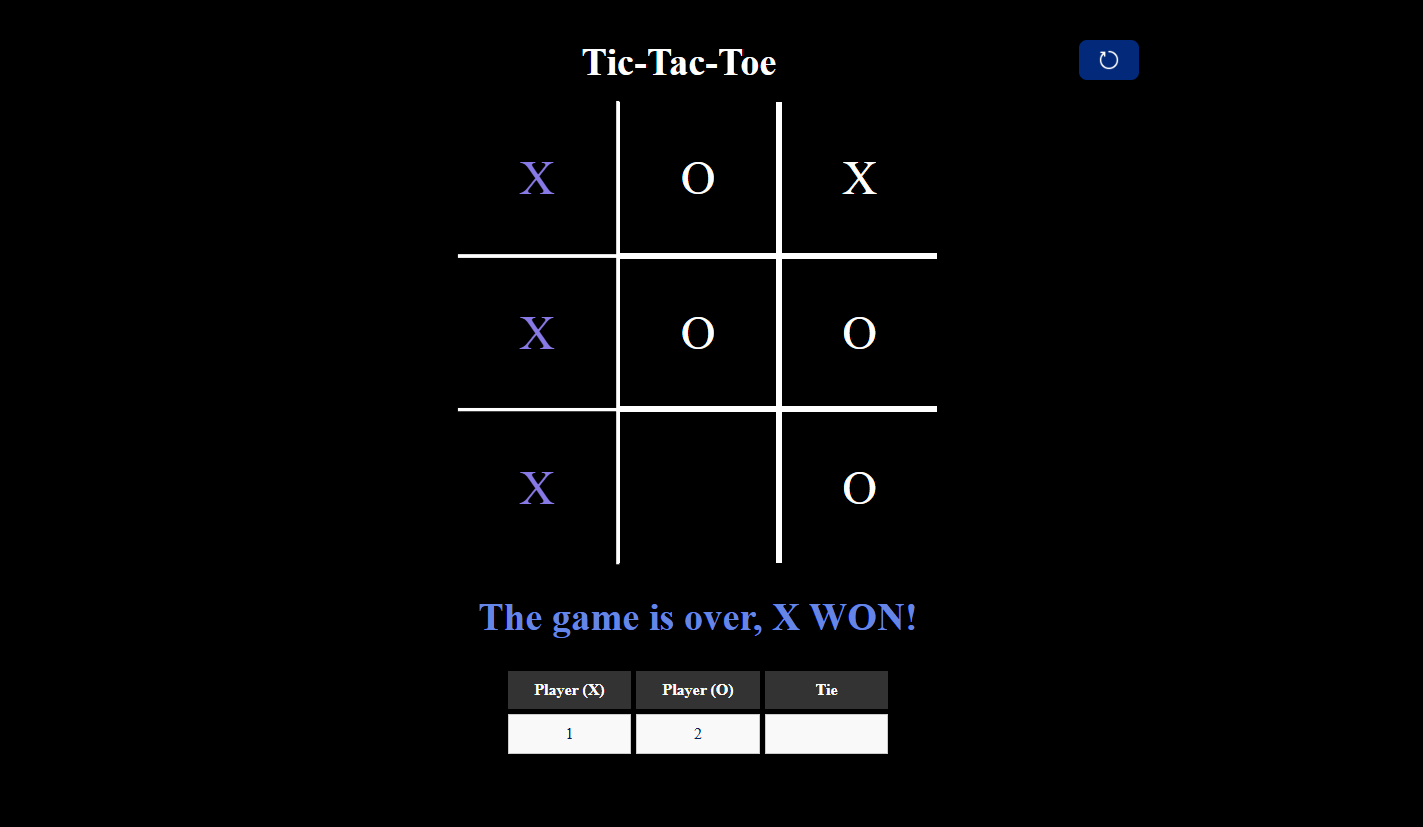 Tic-Tac-Toe
X O X
X O O
X O
The game is over, X WON!
Player (X) Player (O) Tie
1 2